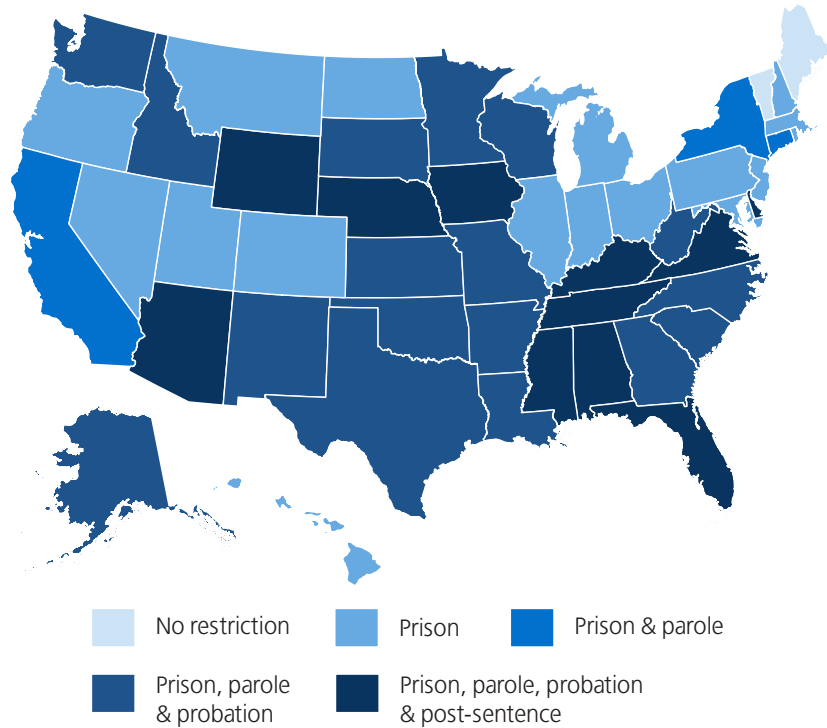 No restriction
Prison
Prison & parole
Prison, parole
& probation
Prison, parole, probation
& post-sentence